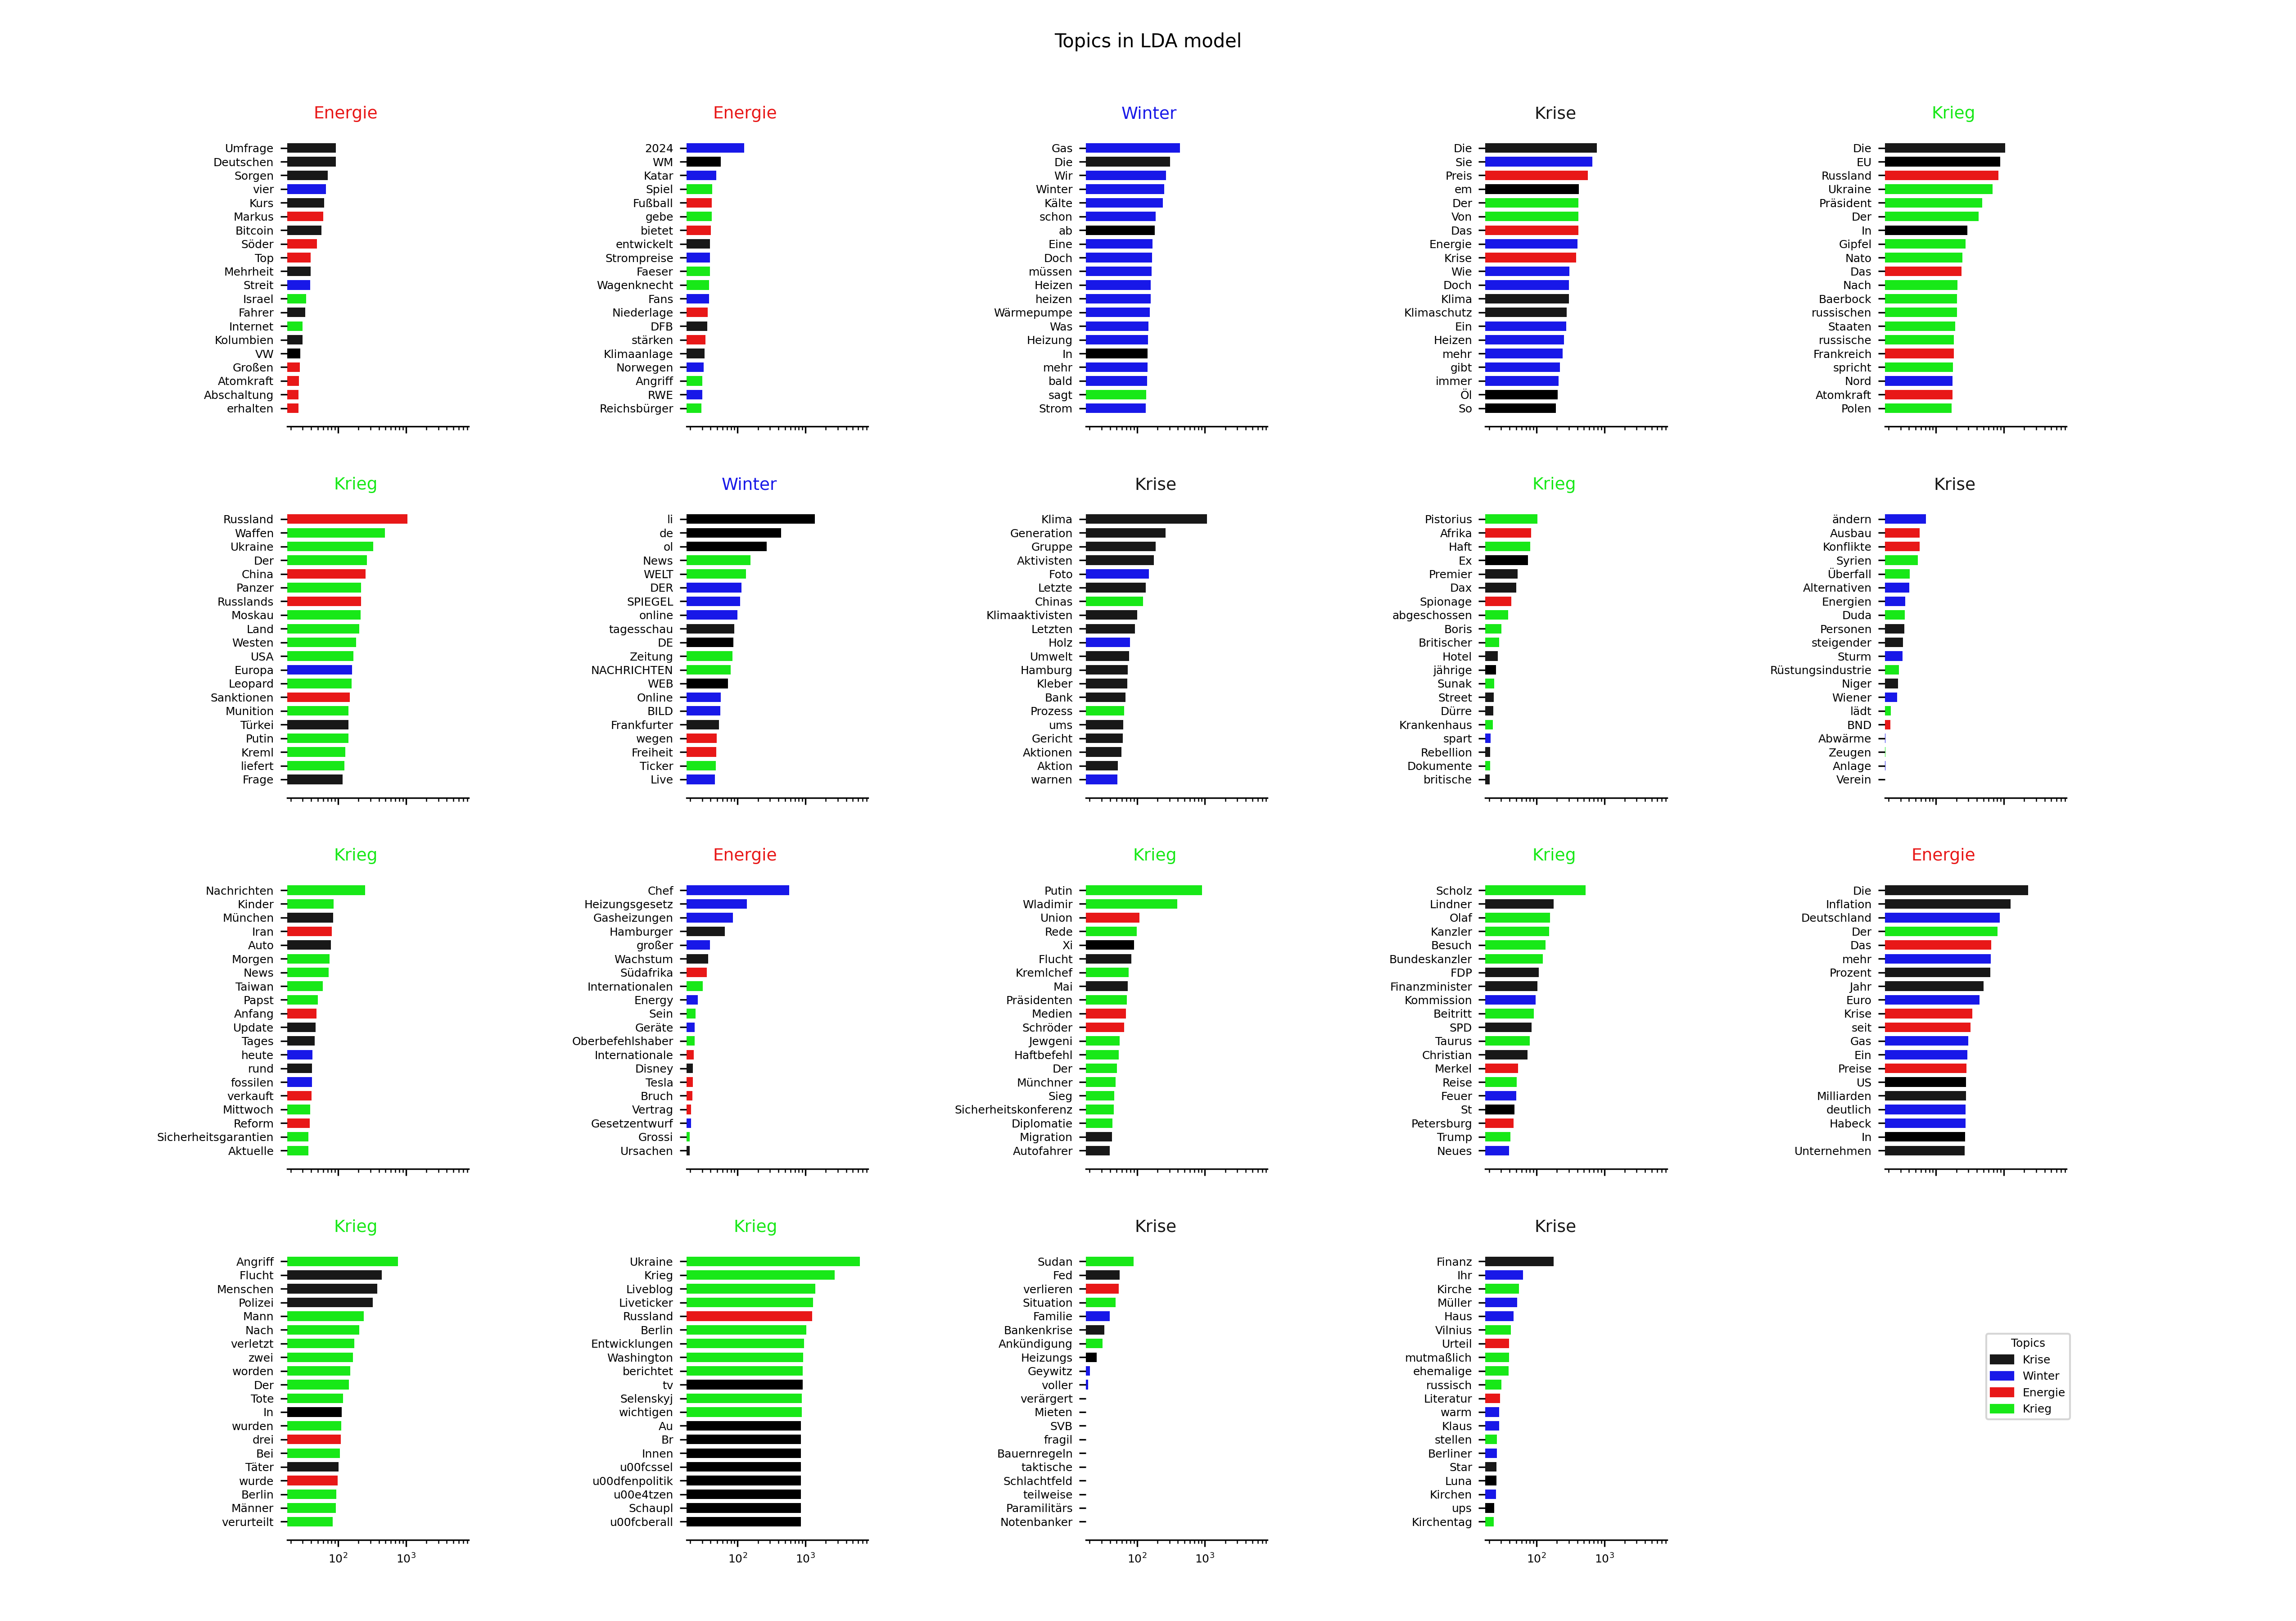 Topics in LDA model
Energie
Umfrage
Deutschen
Sorgen
vier
Kurs
Markus
Bitcoin
Söder
Top
Mehrheit
Streit
Israel
Fahrer
Internet
Kolumbien
VW
Großen
Atomkraft
Abschaltung
erhalten
Energie
2024
WM
Katar
Spiel
Fußball
gebe
bietet
entwickelt
Strompreise
Faeser
Wagenknecht
Fans
Niederlage
DFB
stärken
Klimaanlage
Norwegen
Angriff
RWE
Reichsbürger
Winter
Gas
Die
Wir
Winter
Kälte
schon
ab
Eine
Doch
müssen
Heizen
heizen
Wärmepumpe
Was
Heizung
In
mehr
bald
sagt
Strom
Krise
Die
Sie
Preis
em
Der
Von
Das
Energie
Krise
Wie
Doch
Klima
Klimaschutz
Ein
Heizen
mehr
gibt
immer
Öl
So
Krieg
Die
EU
Russland
Ukraine
Präsident
Der
In
Gipfel
Nato
Das
Nach
Baerbock
russischen
Staaten
russische
Frankreich
spricht
Nord
Atomkraft
Polen
Krieg
Russland
Waffen
Ukraine
Der
China
Panzer
Russlands
Moskau
Land
Westen
USA
Europa
Leopard
Sanktionen
Munition
Türkei
Putin
Kreml
liefert
Frage
Winter
li
de
ol
News
WELT
DER
SPIEGEL
online
tagesschau
DE
Zeitung
NACHRICHTEN
WEB
Online
BILD
Frankfurter
wegen
Freiheit
Ticker
Live
Krise
Klima
Generation
Gruppe
Aktivisten
Foto
Letzte
Chinas
Klimaaktivisten
Letzten
Holz
Umwelt
Hamburg
Kleber
Bank
Prozess
ums
Gericht
Aktionen
Aktion
warnen
Krieg
Pistorius
Afrika
Haft
Ex
Premier
Dax
Spionage
abgeschossen
Boris
Britischer
Hotel
jährige
Sunak
Street
Dürre
Krankenhaus
spart
Rebellion
Dokumente
britische
Krise
ändern
Ausbau
Konflikte
Syrien
Überfall
Alternativen
Energien
Duda
Personen
steigender
Sturm
Rüstungsindustrie
Niger
Wiener
lädt
BND
Abwärme
Zeugen
Anlage
Verein
Krieg
Nachrichten
Kinder
München
Iran
Auto
Morgen
News
Taiwan
Papst
Anfang
Update
Tages
heute
rund
fossilen
verkauft
Mittwoch
Reform
Sicherheitsgarantien
Aktuelle
Energie
Chef
Heizungsgesetz
Gasheizungen
Hamburger
großer
Wachstum
Südafrika
Internationalen
Energy
Sein
Geräte
Oberbefehlshaber
Internationale
Disney
Tesla
Bruch
Vertrag
Gesetzentwurf
Grossi
Ursachen
Krieg
Putin
Wladimir
Union
Rede
Xi
Flucht
Kremlchef
Mai
Präsidenten
Medien
Schröder
Jewgeni
Haftbefehl
Der
Münchner
Sieg
Sicherheitskonferenz
Diplomatie
Migration
Autofahrer
Krieg
Scholz
Lindner
Olaf
Kanzler
Besuch
Bundeskanzler
FDP
Finanzminister
Kommission
Beitritt
SPD
Taurus
Christian
Merkel
Reise
Feuer
St
Petersburg
Trump
Neues
Energie
Die
Inflation
Deutschland
Der
Das
mehr
Prozent
Jahr
Euro
Krise
seit
Gas
Ein
Preise
US
Milliarden
deutlich
Habeck
In
Unternehmen
Krieg
Angriff
Flucht
Menschen
Polizei
Mann
Nach
verletzt
zwei
worden
Der
Tote
In
wurden
drei
Bei
Täter
wurde
Berlin
Männer
verurteilt
10² 10³
Krieg
Ukraine
Krieg
Liveblog
Liveticker
Russland
Berlin
Entwicklungen
Washington
berichtet
tv
Selenskyj
wichtigen
Au
Br
Innen
u00fcssel
u00dfenpolitik
u00e4tzen
Schaupl
u00fcberall
10² 10³
Krise
Sudan
Fed
verlieren
Situation
Familie
Bankenkrise
Ankündigung
Heizungs
Geywitz
voller
verärgert
Mieten
SVB
fragil
Bauernregeln
taktische
Schlachtfeld
teilweise
Paramilitärs
Notenbanker
10² 10³
Krise
Finanz
Ihr
Kirche
Müller
Haus
Vilnius
Urteil
mutmaßlich
ehemalige
russisch
Literatur
warm
Klaus
stellen
Berliner
Star
Luna
Kirchen
ups
Kirchentag
10² 10³
Topics
Krise
Winter
Energie
Krieg